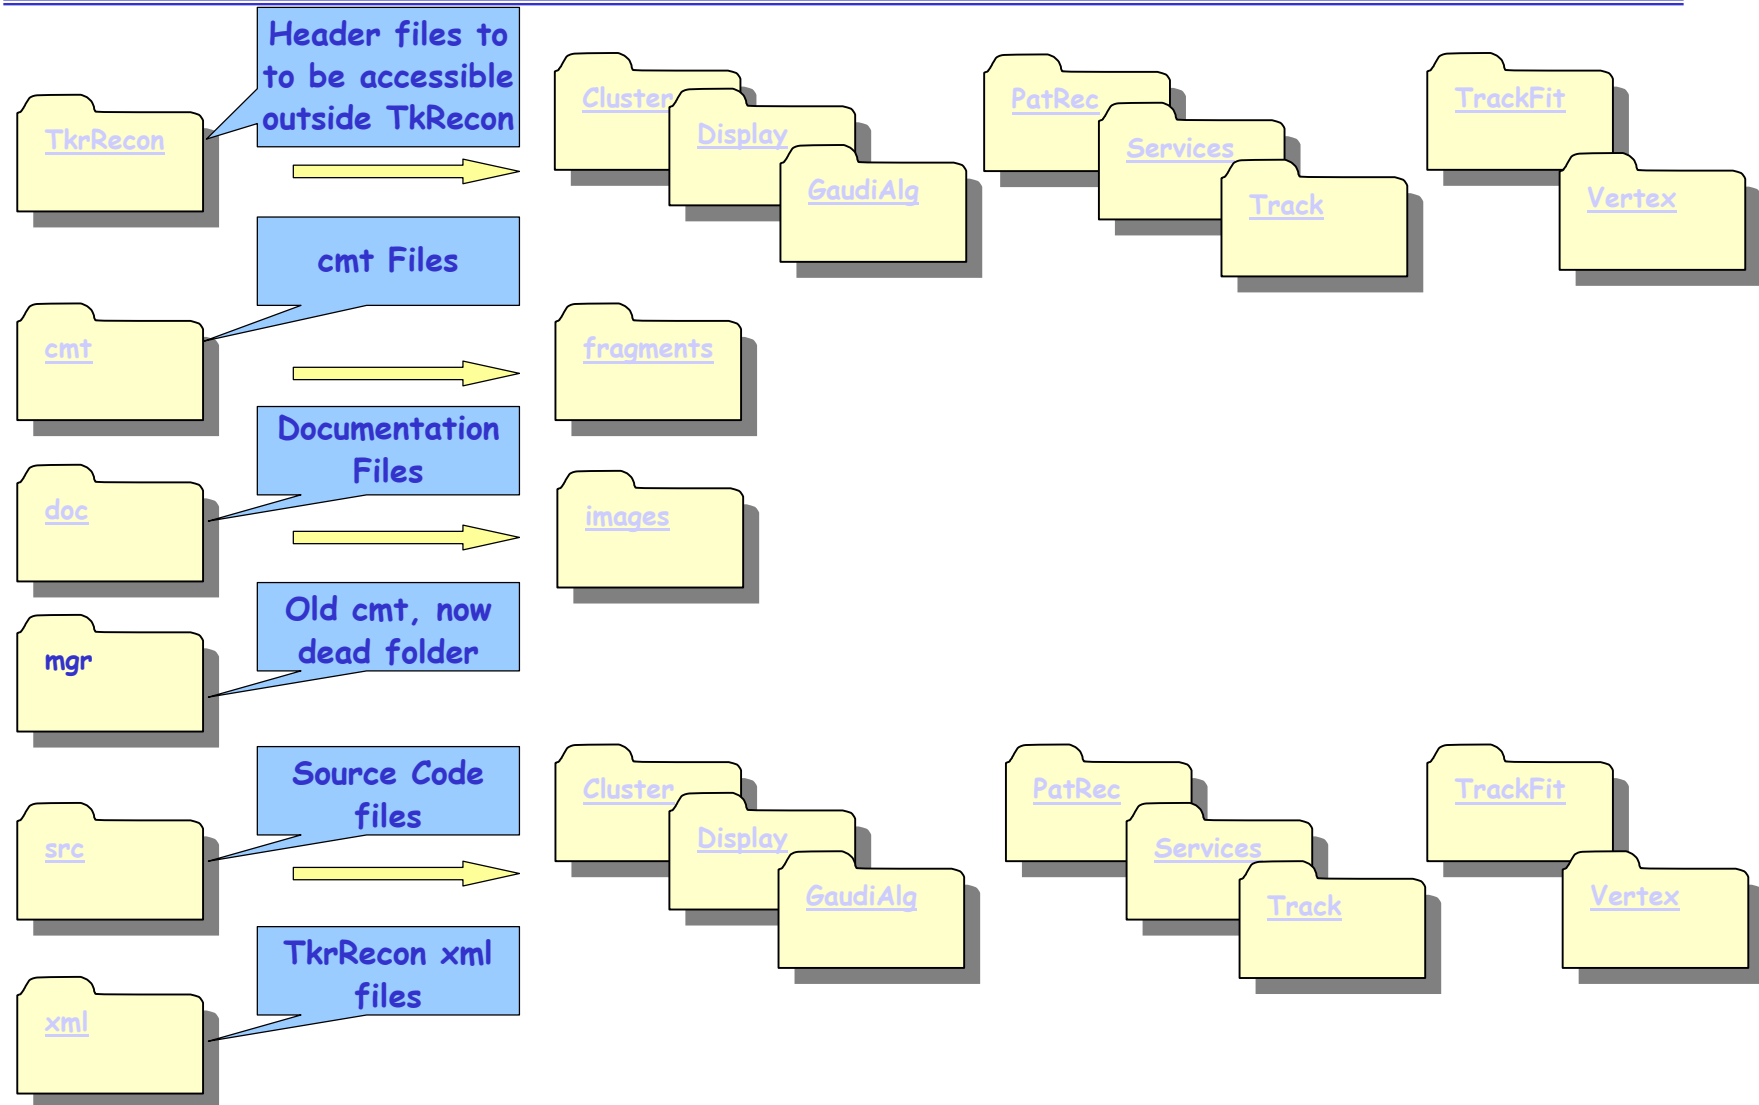 Header files to
to be accessible
outside TkRecon
TkrRecon
Cluster
Display
GaudiAlg
PatRec
Services
Track
TrackFit
Vertex
cmt Files
cmt
fragments
Documentation
Files
doc
images
Old cmt, now
dead folder
mgr
Source Code
files
src
Cluster
Display
GaudiAlg
PatRec
Services
Track
TrackFit
Vertex
TkrRecon xml
files
xml